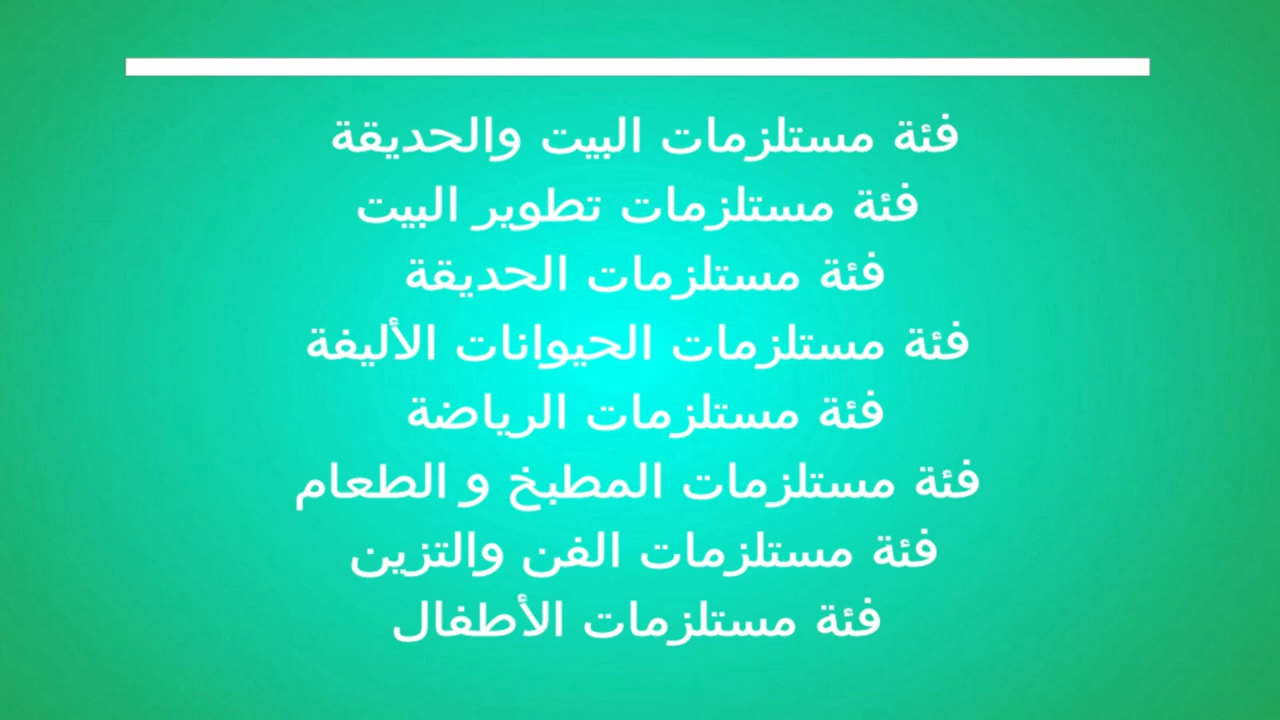 فئة مستلزمات البيت والحديقة
فئة مستلزمات تطوير البيت
فئة مستلزمات الحديقة
فئة مستلزمات الحيوانات الأليفة
فئة مستلزمات الرياضة
فئة مستلزمات المطبخ و الطعام
فئة مستلزمات الفن والتزين
فئة مستلزمات الأطفال